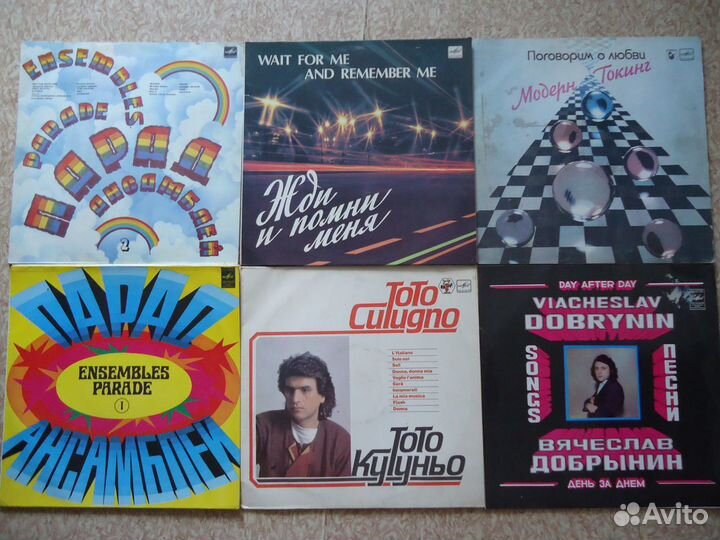 ENSEMBLES
PARADE
ПАРАД
АНСАМБЛЕЙ
2
WAIT FOR ME
AND REMEMBER ME
Жди
и помни
меня
Поговорим о любви
Модерн Токинг
ПАРАД
ENSEMBLES
PARADE
1
АНСАМБЛЕЙ
TOTO
CUTUGNO
L'Italiano
Solo noi
Soli
Donna, donna mia
Voglio l'anima
Sarà
Innamorati
La mia musica
Flash
Donna
ТОТО
КУТУНЬО
DAY AFTER DAY
VIACHESLAV
DOBRYNIN
SONGS
ПЕСНИ
ВЯЧЕСЛАВ
ДОБРЫНИН
ДЕНЬ ЗА ДНЕМ
Avito